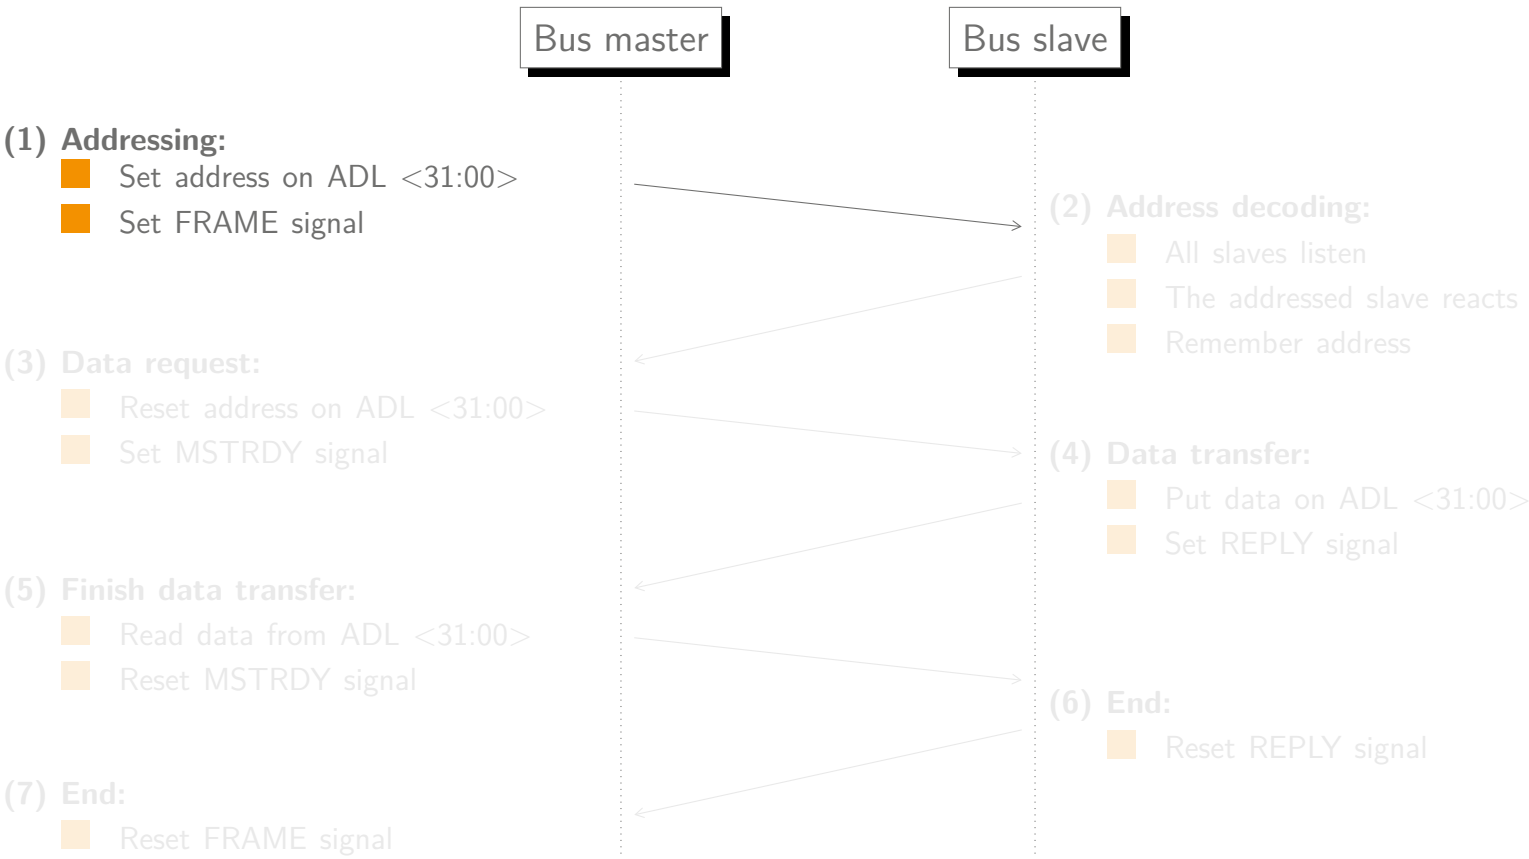 Bus master
Bus slave
(1) Addressing:
Set address on ADL <31:00>
Set FRAME signal
(2) Address decoding:
All slaves listen
The addressed slave reacts
Remember address
(3) Data request:
Reset address on ADL <31:00>
Set MSTRDY signal
(4) Data transfer:
Put data on ADL <31:00>
Set REPLY signal
(5) Finish data transfer:
Read data from ADL <31:00>
Reset MSTRDY signal
(6) End:
Reset REPLY signal
(7) End:
Reset FRAME signal